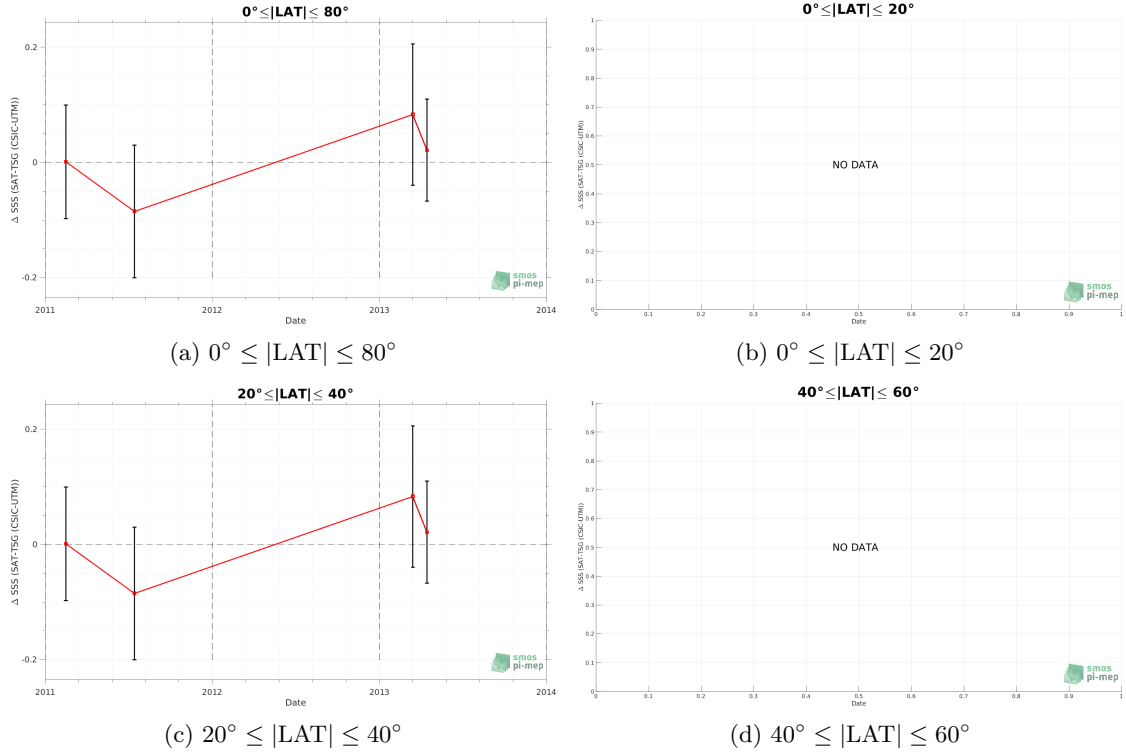 0°≤|LAT|≤ 80°
Δ SSS (SAT-TSG (CSIC-UTM))
0.2
0
-0.2
2011 2012 2013 2014
Date
smos
pi-mep
(a) 0° ≤ |LAT| ≤ 80°
0°≤|LAT|≤ 20°
Δ SSS (SAT-TSG (CSIC-UTM))
1
0.9
0.8
0.7
0.6
0.5
0.4
0.3
0.2
0.1
0
NO DATA
0 0.1 0.2 0.3 0.4 0.5 0.6 0.7 0.8 0.9 1
Date
smos
pi-mep
(b) 0° ≤ |LAT| ≤ 20°
20°≤|LAT|≤ 40°
Δ SSS (SAT-TSG (CSIC-UTM))
0.2
0
-0.2
2011 2012 2013 2014
Date
smos
pi-mep
(c) 20° ≤ |LAT| ≤ 40°
40°≤|LAT|≤ 60°
Δ SSS (SAT-TSG (CSIC-UTM))
1
0.9
0.8
0.7
0.6
0.5
0.4
0.3
0.2
0.1
0
NO DATA
0 0.1 0.2 0.3 0.4 0.5 0.6 0.7 0.8 0.9 1
Date
smos
pi-mep
(d) 40° ≤ |LAT| ≤ 60°